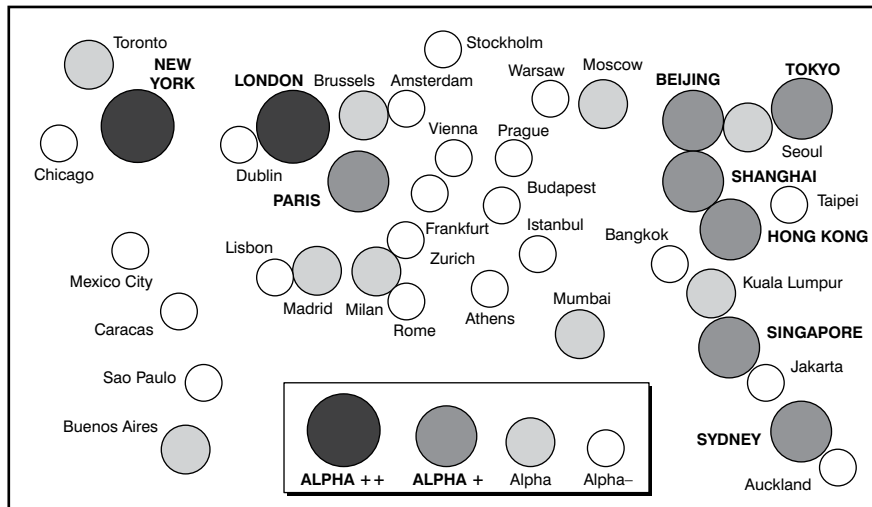 Toronto
NEW
YORK
Chicago
LONDON
Brussels
Amsterdam
Stockholm
Dublin
PARIS
Vienna
Warsaw
Moscow
Prague
Budapest
BEIJING
TOKYO
Seoul
SHANGHAI
Taipei
HONG KONG
Mexico City
Caracas
Sao Paulo
Buenos Aires
Lisbon
Madrid
Milan
Frankfurt
Zurich
Rome
Istanbul
Athens
Mumbai
Bangkok
Kuala Lumpur
SINGAPORE
Jakarta
SYDNEY
Auckland
ALPHA ++
ALPHA +
Alpha
Alpha–